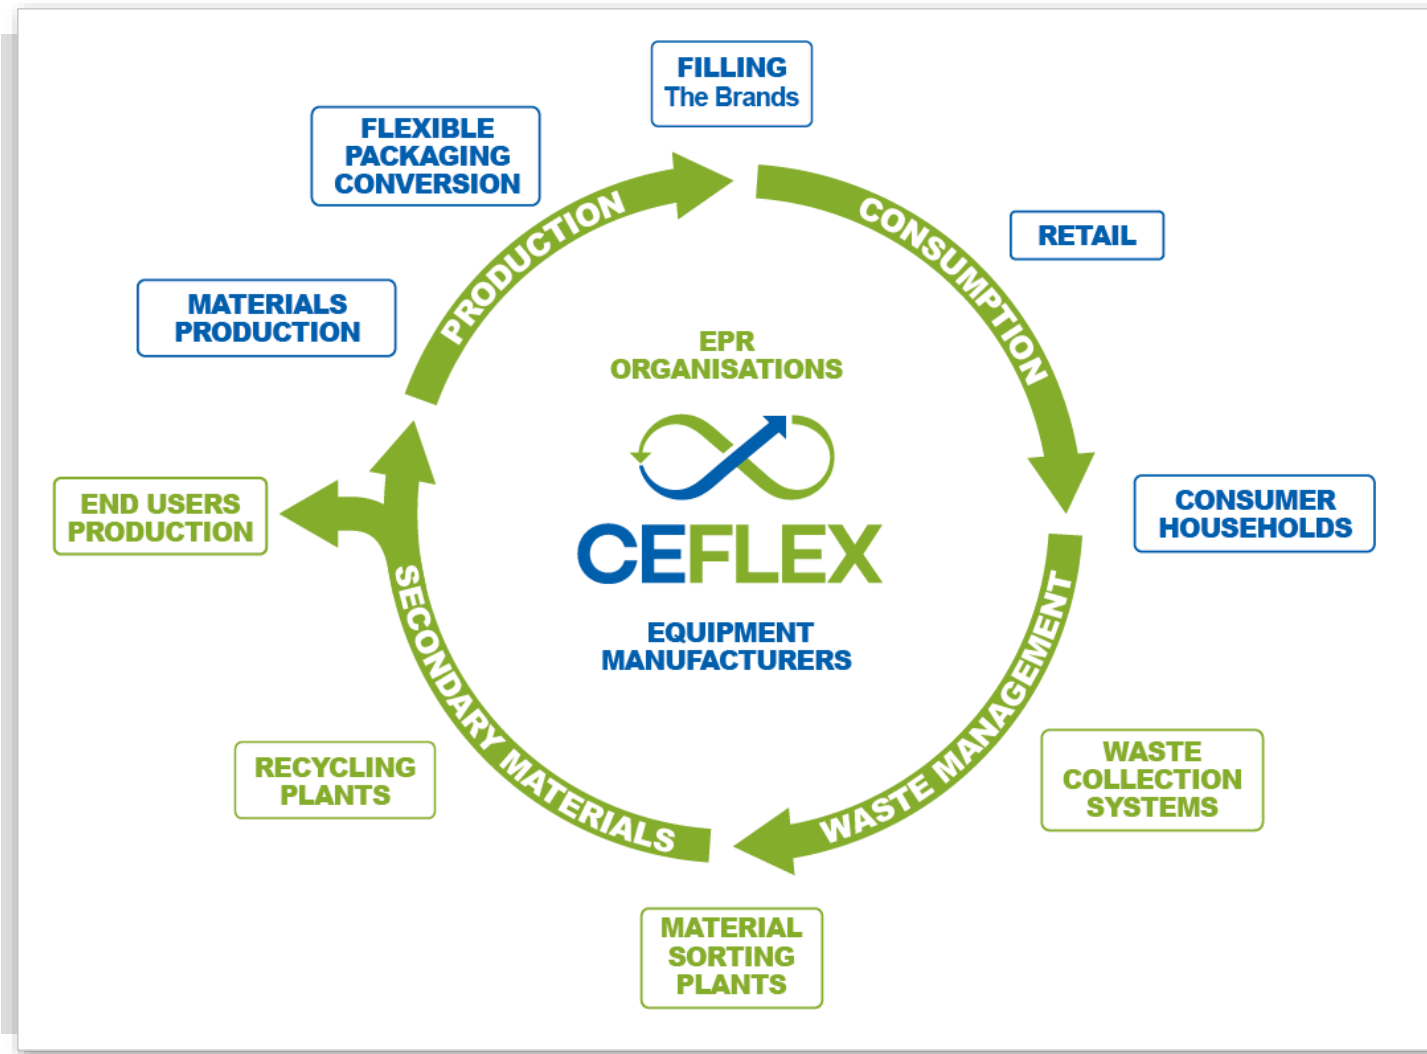 FILLING
The Brands
FLEXIBLE
PACKAGING
CONVERSION
PRODUCTION
CONSUMPTION
RETAIL
MATERIALS
PRODUCTION
EPR
ORGANISATIONS
END USERS
PRODUCTION
CEFLEX
CONSUMER
HOUSEHOLDS
EQUIPMENT
MANUFACTURERS
SECONDARY MATERIALS
WASTE MANAGEMENT
RECYCLING
PLANTS
WASTE
COLLECTION
SYSTEMS
MATERIAL
SORTING
PLANTS